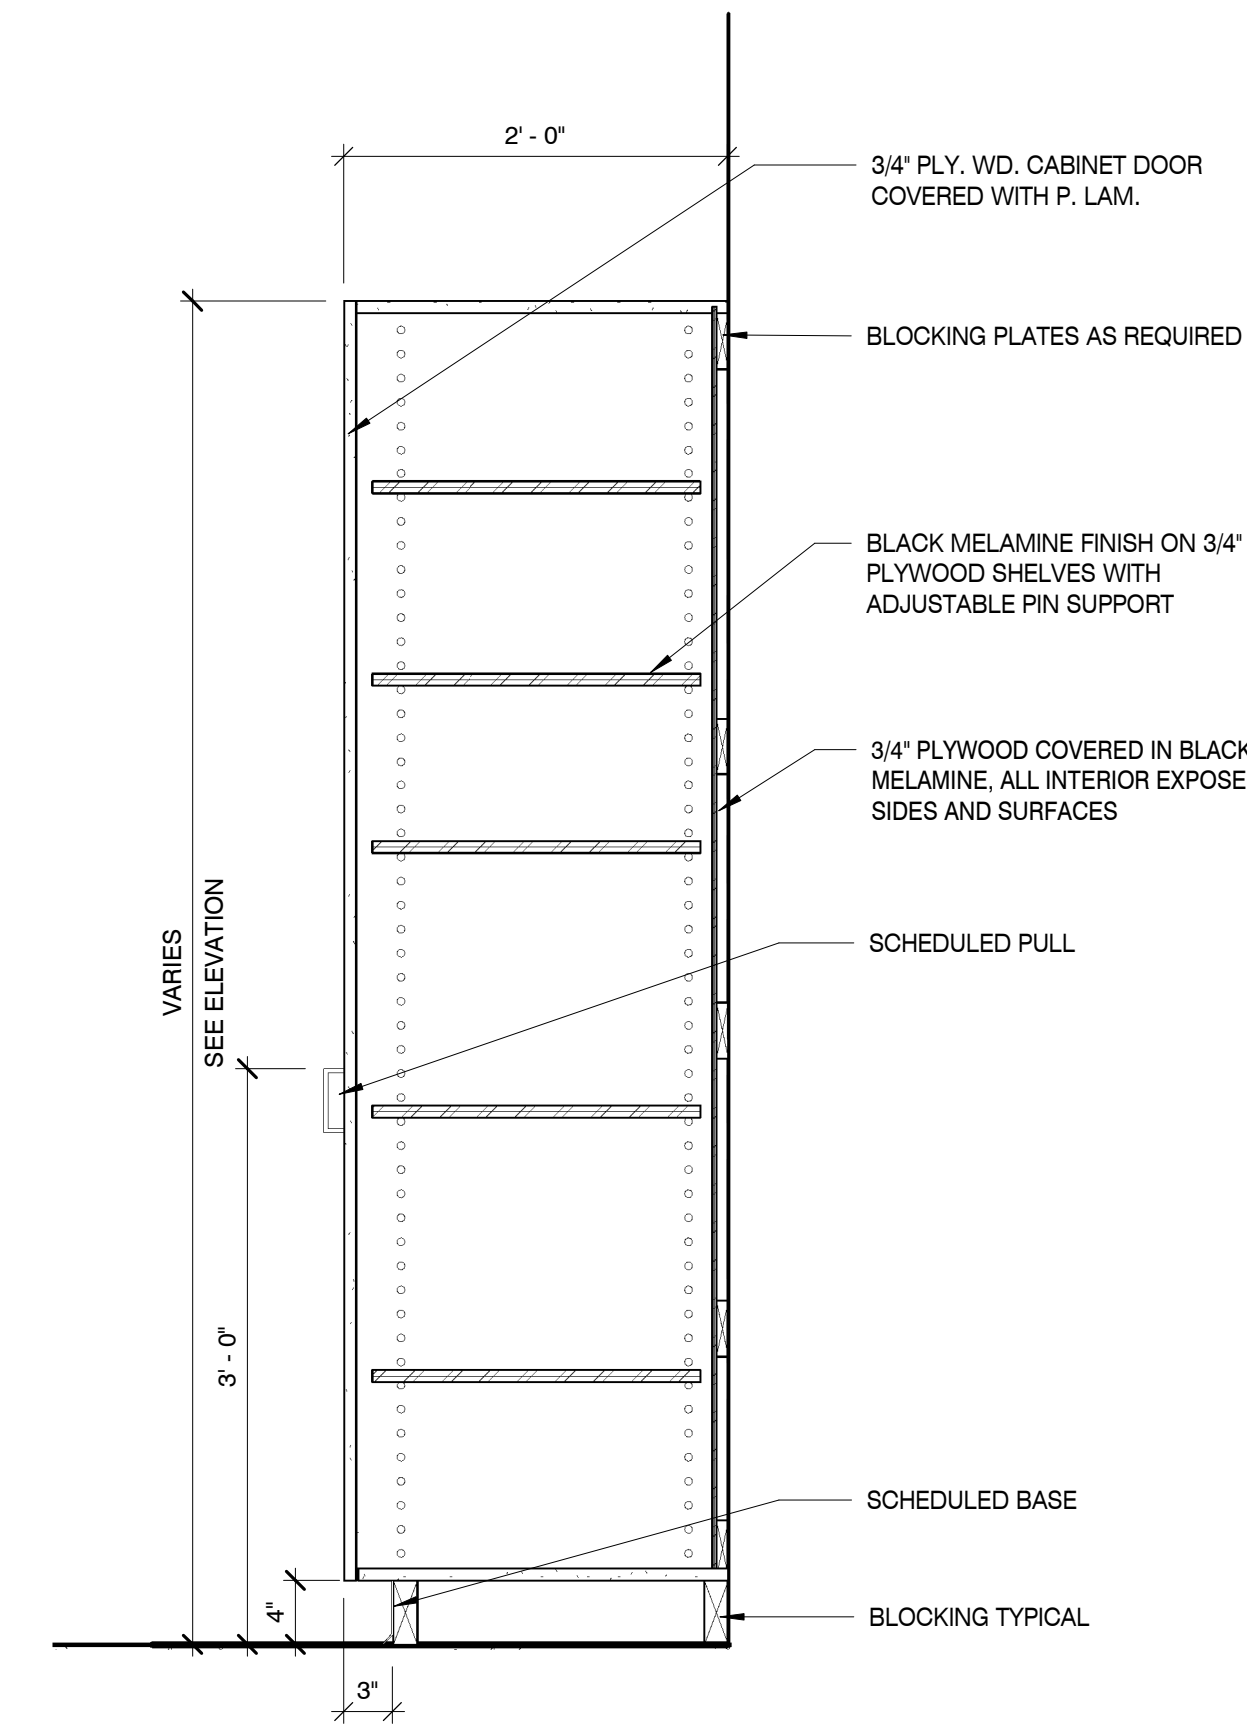 2' - 0"
3/4" PLY. WD. CABINET DOOR
COVERED WITH P. LAM.
BLOCKING PLATES AS REQUIRED
BLACK MELAMINE FINISH ON 3/4"
PLYWOOD SHELVES WITH
ADJUSTABLE PIN SUPPORT
3/4" PLYWOOD COVERED IN BLACK
MELAMINE, ALL INTERIOR EXPOSE
SIDES AND SURFACES
VARIES
SEE ELEVATION
SCHEDULED PULL
3' - 0"
SCHEDULED BASE
4"
BLOCKING TYPICAL
3"